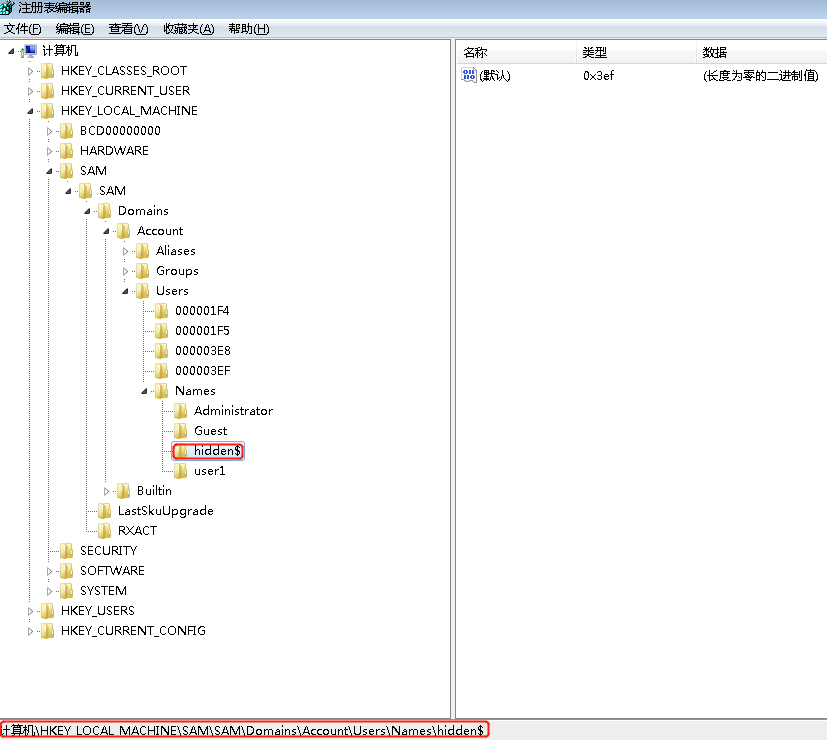 注册表编辑器
文件(F) 编辑(E) 查看(V) 收藏夹(A) 帮助(H)
计算机
HKEY_CLASSES_ROOT
HKEY_CURRENT_USER
HKEY_LOCAL_MACHINE
BCD00000000
HARDWARE
SAM
SAM
Domains
Account
Aliases
Groups
Users
000001F4
000001F5
000003E8
000003EF
Names
Administrator
Guest
hidden$
user1
Builtin
LastSkuUpgrade
RXACT
SECURITY
SOFTWARE
SYSTEM
HKEY_USERS
HKEY_CURRENT_CONFIG
名称 类型 数据
(默认) 0x3ef (长度为零的二进制值)
计算机\HKEY_LOCAL_MACHINE\SAM\SAM\Domains\Account\Users\Names\hidden$